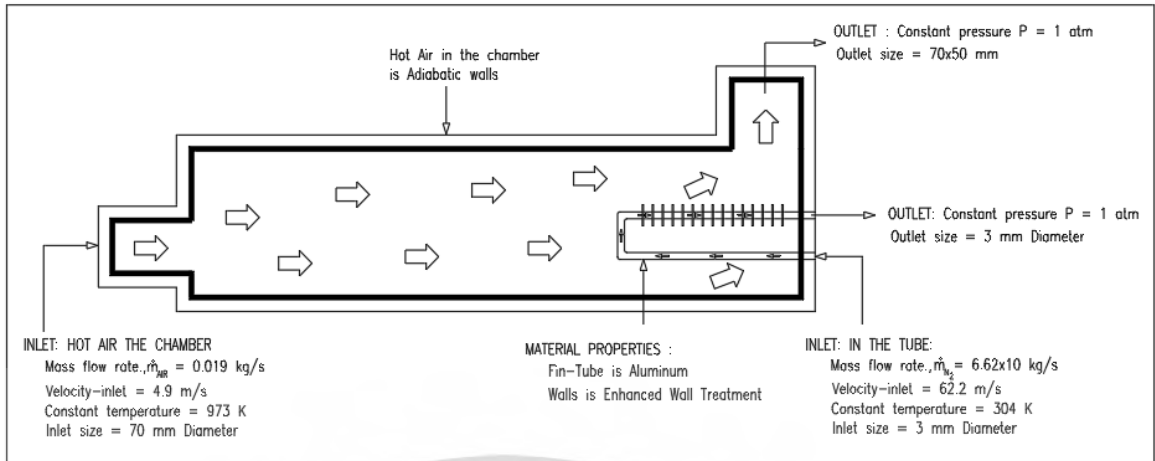 OUTLET : Constant pressure P = 1 atm
Outlet size = 70x50 mm
Hot Air in the chamber
is Adiabatic walls
OUTLET: Constant pressure P = 1 atm
Outlet size = 3 mm Diameter
INLET: HOT AIR THE CHAMBER
Mass flow rate.,ṁAIR = 0.019 kg/s
Velocity-inlet = 4.9 m/s
Constant temperature = 973 K
Inlet size = 70 mm Diameter
MATERIAL PROPERTIES :
Fin-Tube is Aluminum
Walls is Enhanced Wall Treatment
INLET: IN THE TUBE:
Mass flow rate.,ṁN2 = 6.62x10 kg/s
Velocity-inlet = 62.2 m/s
Constant temperature = 304 K
Inlet size = 3 mm Diameter